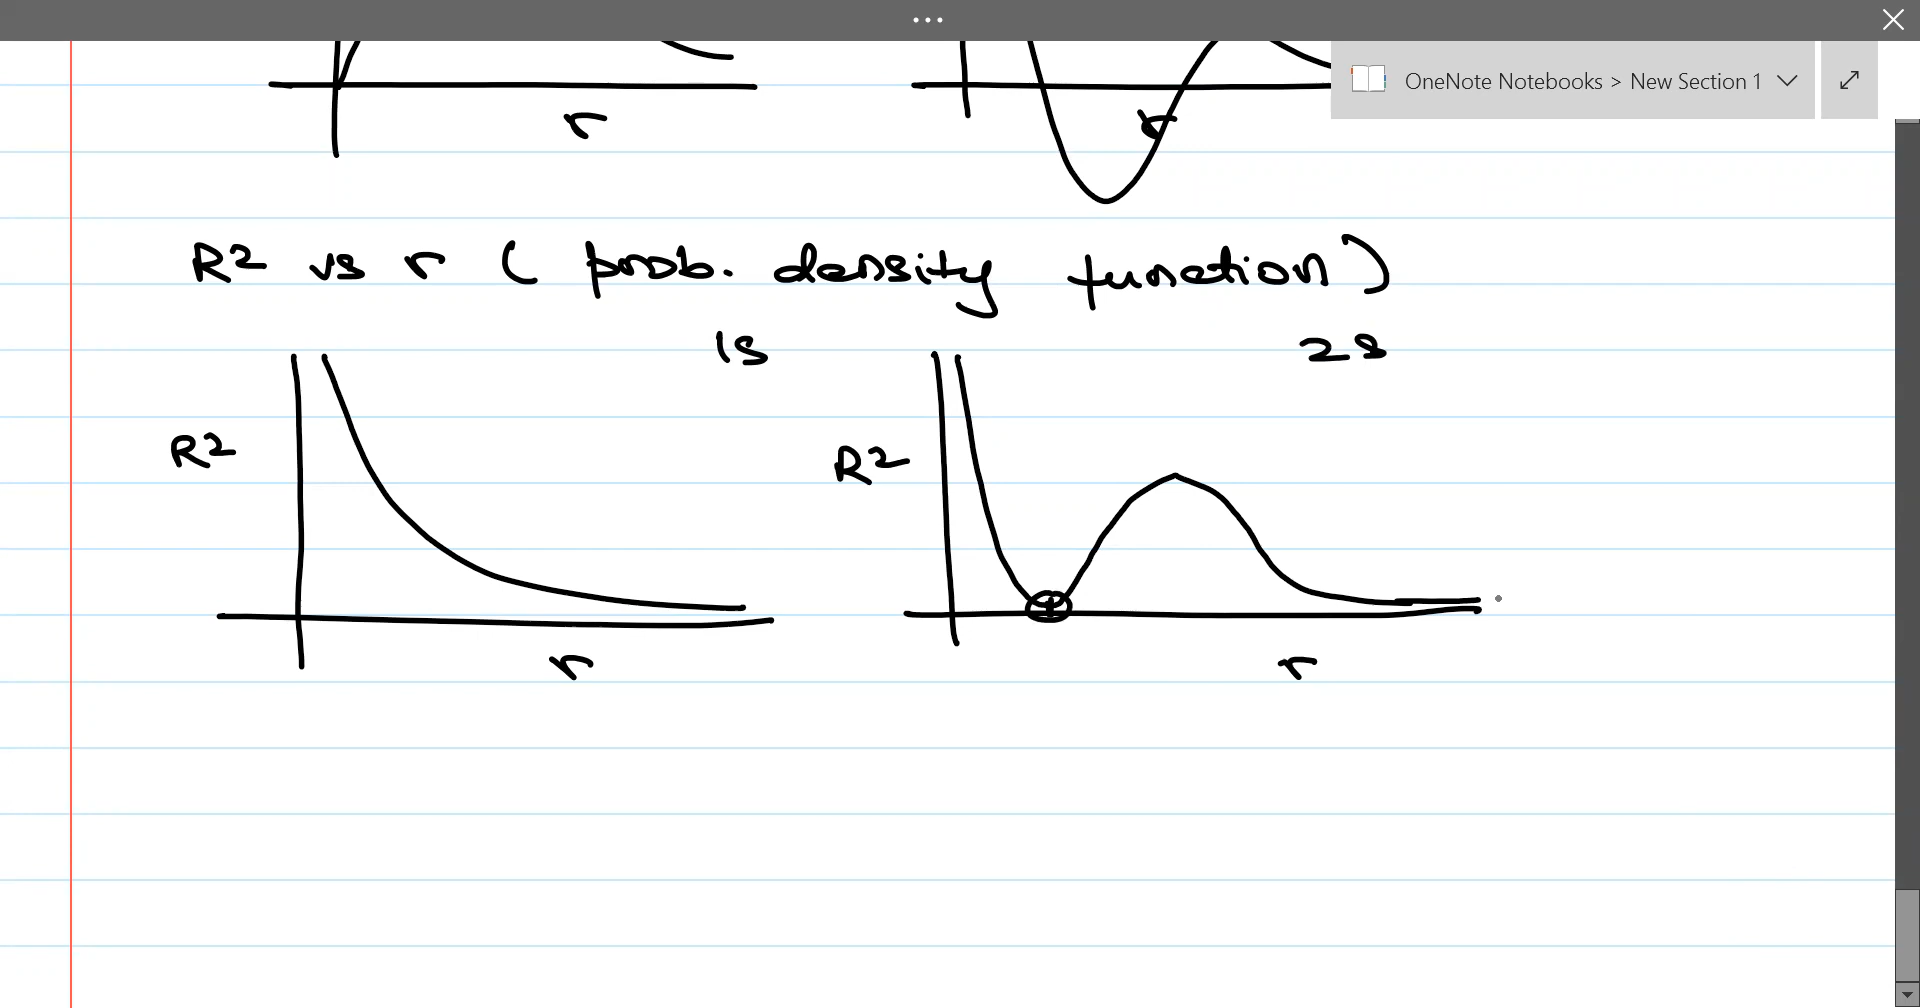 ...
OneNote Notebooks > New Section 1
r r
R² vs r ( prob. density function)
1s 2s
R² R²
r r